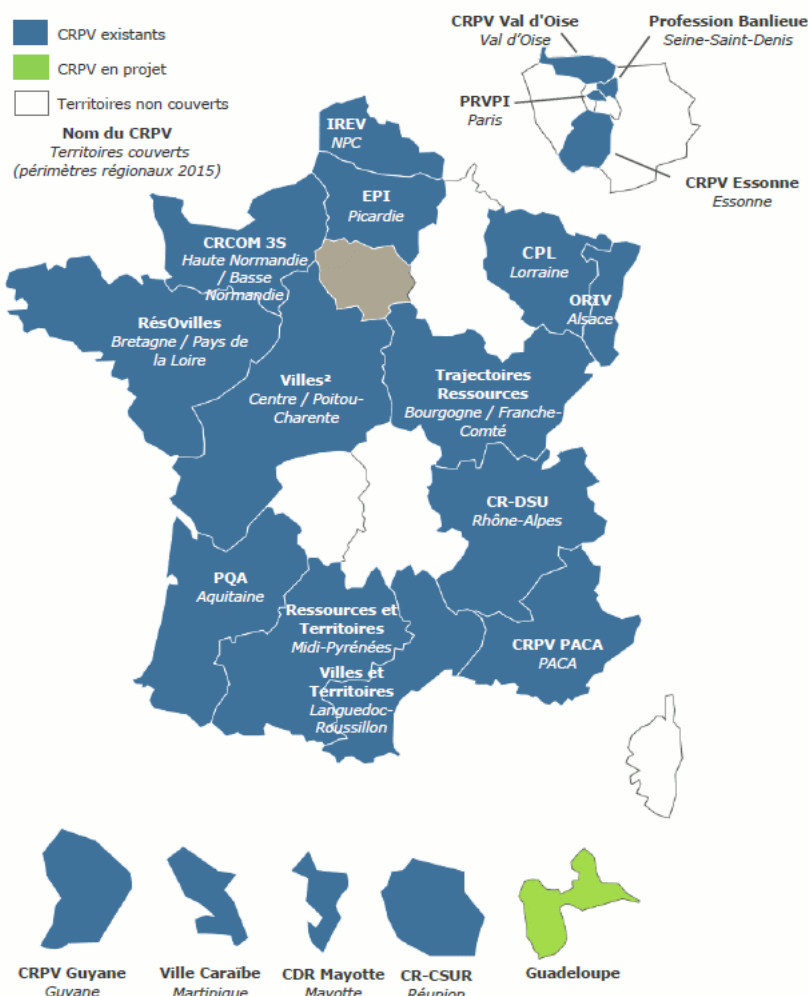 CRPV existants
CRPV en projet
Territoires non couverts
Nom du CRPV
Territoires couverts
(périmètres régionaux 2015)
CRPV Val d'Oise
Val d'Oise
Profession Banlieue
Seine-Saint-Denis
PRVPI
Paris
CRPV Essonne
Essonne
IREV
NPC
EPI
Picardie
CRCOM 3S
Haute Normandie
/ Basse
Normandie
CPL
Lorraine
ORIV
Alsace
RésOvilles
Bretagne / Pays de
la Loire
Villes²
Centre / Poitou-
Charente
Trajectoires
Ressources
Bourgogne / Franche-
Comté
CR-DSU
Rhône-Alpes
PQA
Aquitaine
Ressources et
Territoires
Midi-Pyrénées
CRPV PACA
PACA
Villes et
Territoires
Languedoc-
Roussillon
CRPV Guyane
Guyane
Ville Caraïbe
Martinique
CDR Mayotte
Mayotte
CR-CSUR
Réunion
Guadeloupe